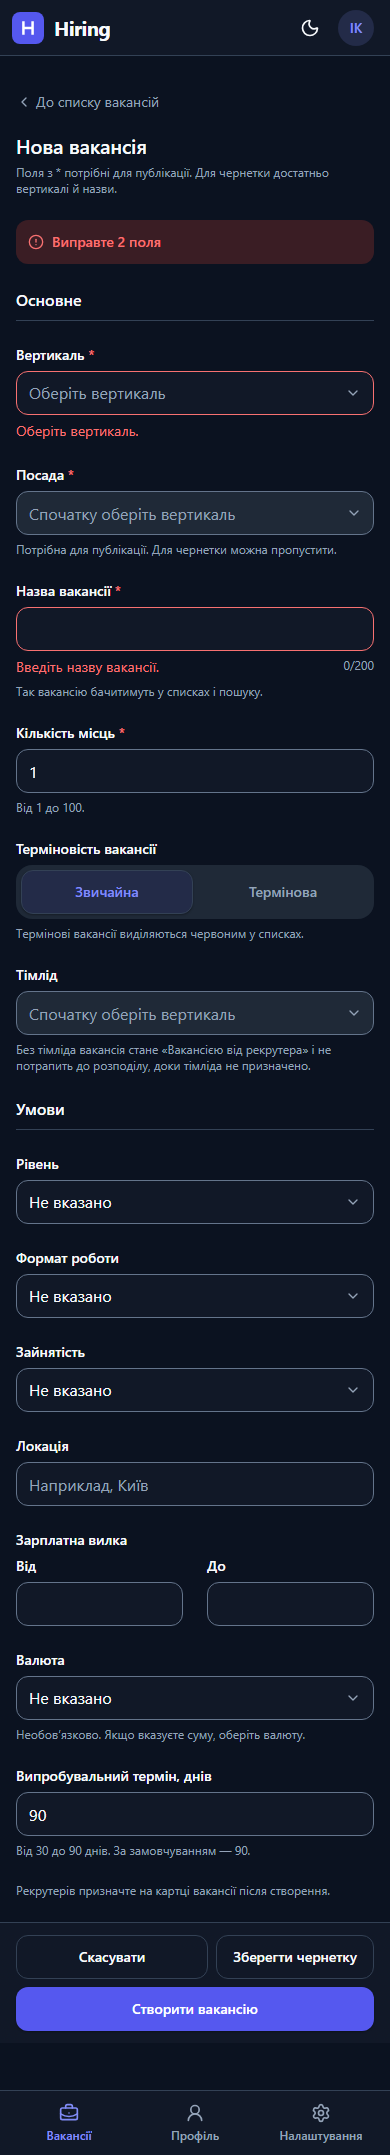 H Hiring IK
До списку вакансій
Нова вакансія
Поля з * потрібні для публікації. Для чернетки достатньо
вертикалі й назви.
Виправте 2 поля
Основне
Вертикаль *
Оберіть вертикаль
Оберіть вертикаль.
Посада *
Спочатку оберіть вертикаль
Потрібна для публікації. Для чернетки можна пропустити.
Назва вакансії *
Введіть назву вакансії. 0/200
Так вакансію бачитимуть у списках і пошуку.
Кількість місць *
1
Від 1 до 100.
Терміновість вакансії
Звичайна Термінова
Термінові вакансії виділяються червоним у списках.
Тімлід
Спочатку оберіть вертикаль
Без тімліда вакансія стане «Вакансією від рекрутера» і не
потрапить до розподілу, доки тімліда не призначено.
Умови
Рівень
Не вказано
Формат роботи
Не вказано
Зайнятість
Не вказано
Локація
Наприклад, Київ
Зарплатна вилка
Від До
Валюта
Не вказано
Необов'язково. Якщо вказуєте суму, оберіть валюту.
Випробувальний термін, днів
90
Від 30 до 90 днів. За замовчуванням — 90.
Рекрутерів призначте на картці вакансії після створення.
Скасувати Зберегти чернетку
Створити вакансію
Вакансії Профіль Налаштування